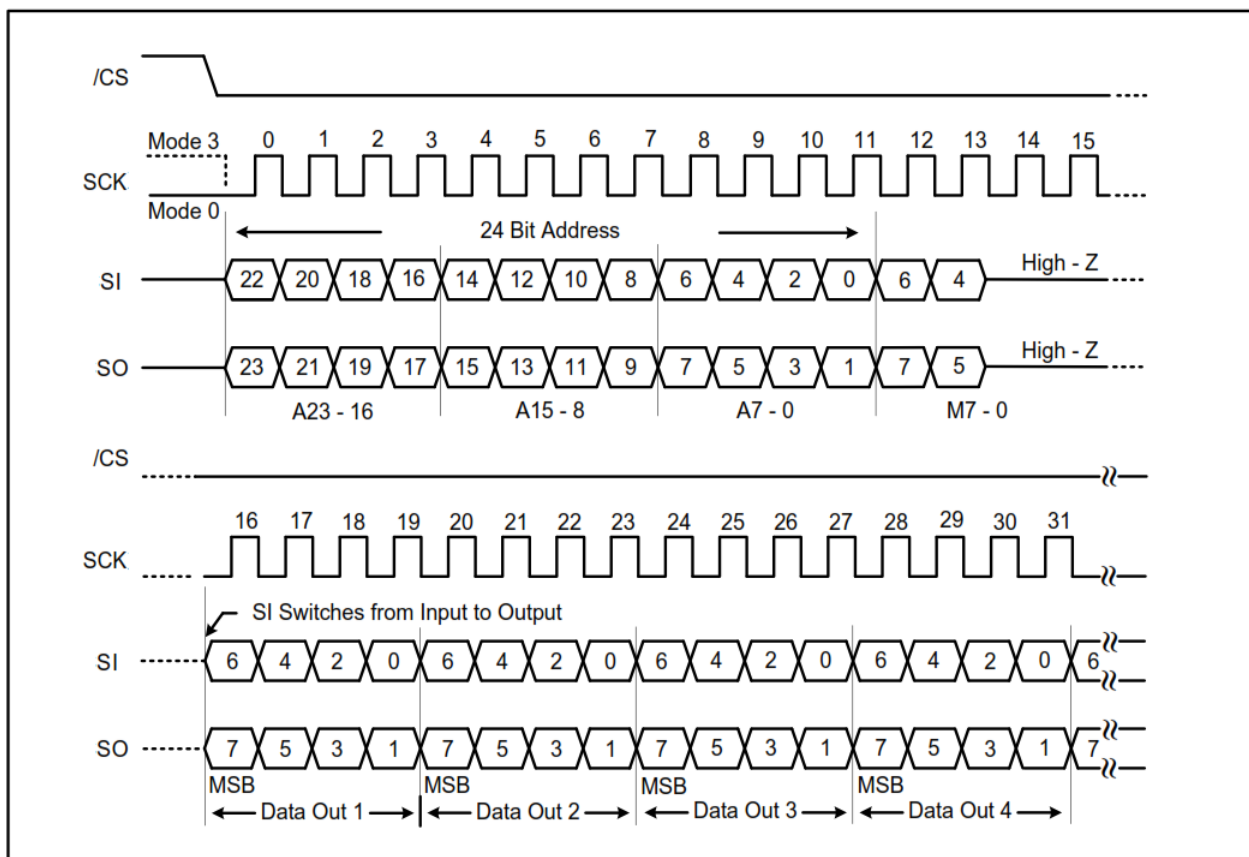 /CS
Mode 3 0 1 2 3 4 5 6 7 8 9 10 11 12 13 14 15
SCK
Mode 0
24 Bit Address
SI 22 20 18 16 14 12 10 8 6 4 2 0 6 4 High - Z
SO 23 21 19 17 15 13 11 9 7 5 3 1 7 5 High - Z
A23 - 16 A15 - 8 A7 - 0 M7 - 0
/CS
16 17 18 19 20 21 22 23 24 25 26 27 28 29 30 31
SCK
SI Switches from Input to Output
SI 6 4 2 0 6 4 2 0 6 4 2 0 6 4 2 0 6
SO 7 5 3 1 7 5 3 1 7 5 3 1 7 5 3 1 7
MSB MSB MSB MSB
Data Out 1 Data Out 2 Data Out 3 Data Out 4